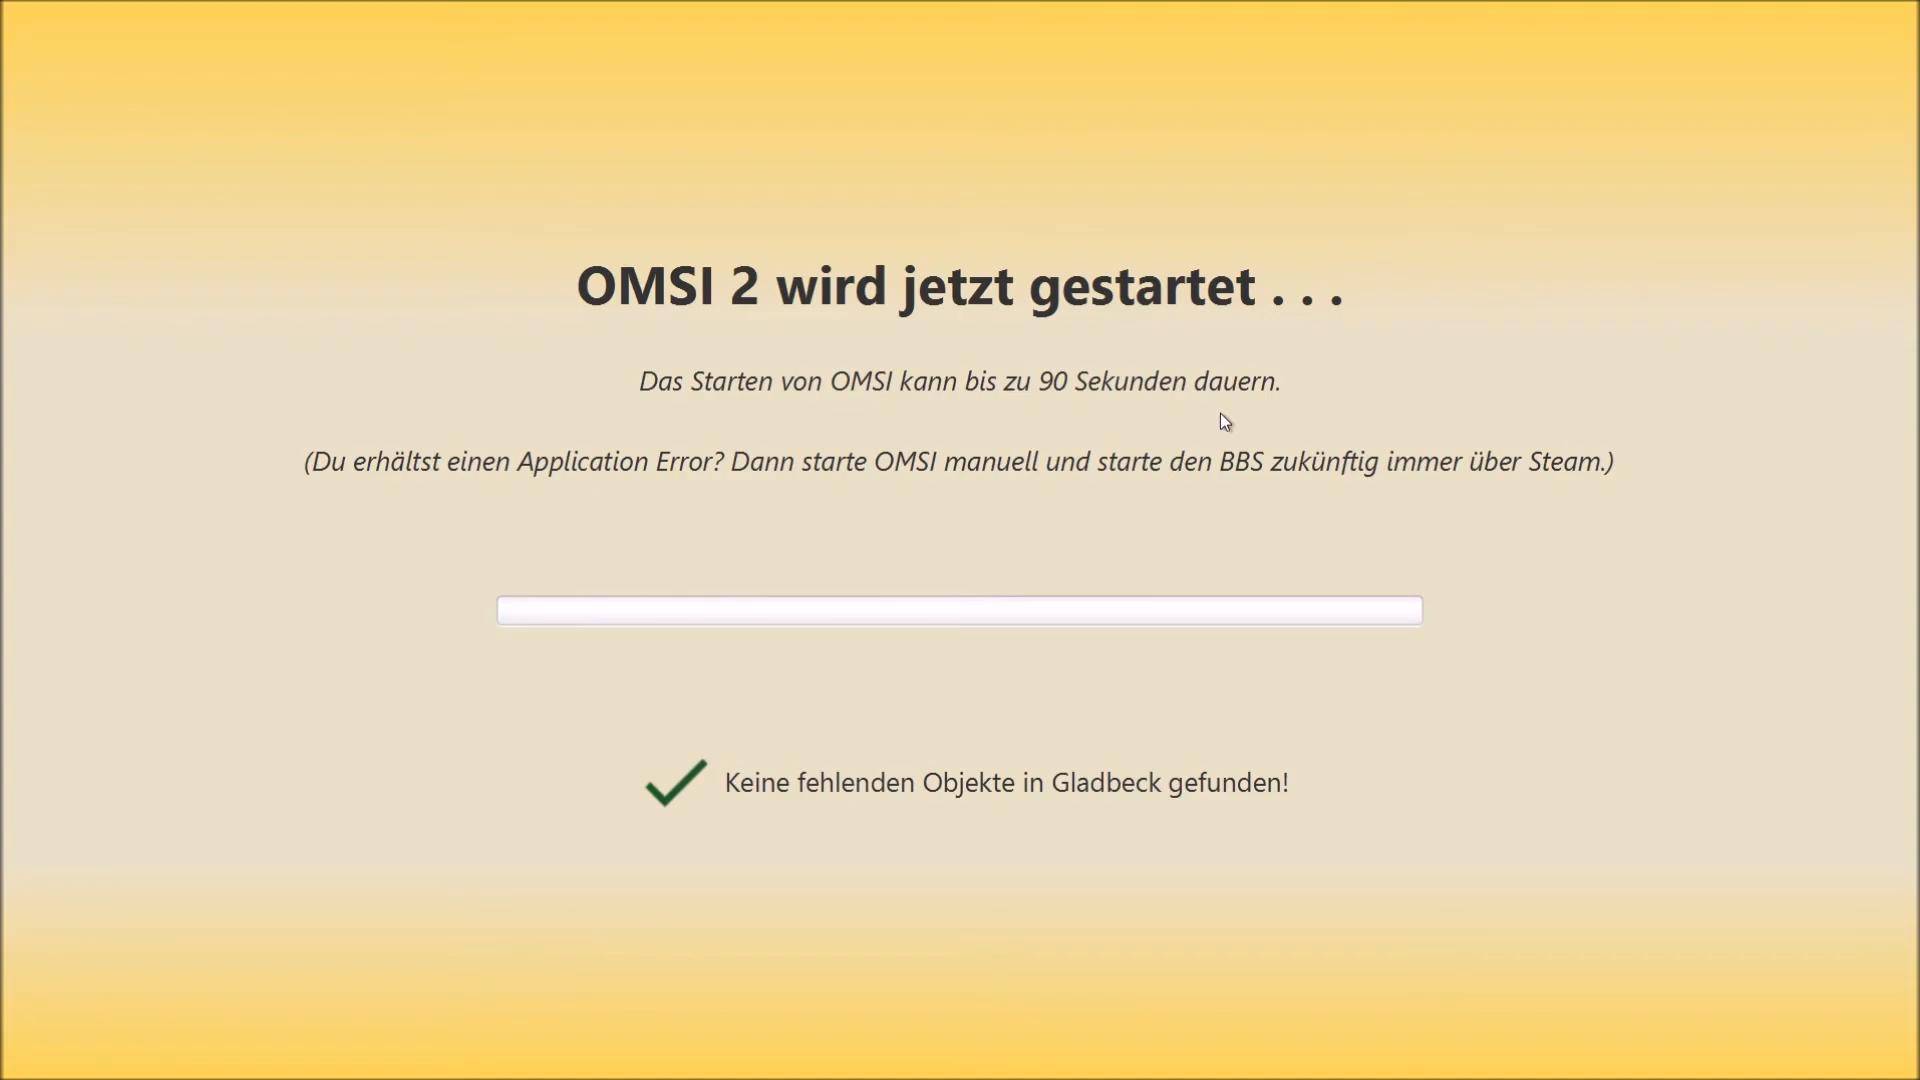 OMSI 2 wird jetzt gestartet . . .
Das Starten von OMSI kann bis zu 90 Sekunden dauern.
(Du erhältst einen Application Error? Dann starte OMSI manuell und starte den BBS zukünftig immer über Steam.)
Keine fehlenden Objekte in Gladbeck gefunden!